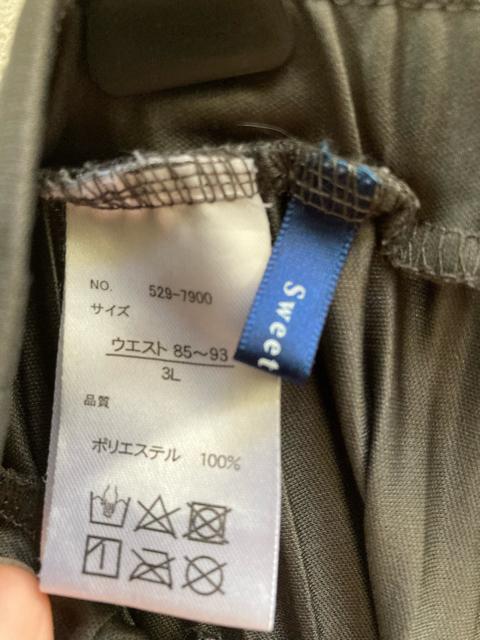 NO. 529-7900
サイズ
ウエスト 85～93
3L
品質
ポリエステル 100%
Sweet